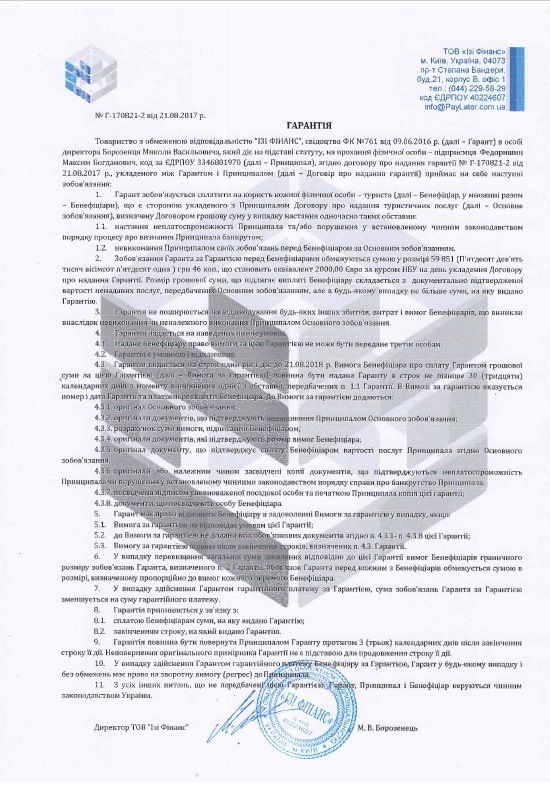 ТОВ «Ізі Фінанс»
м. Київ, Україна, 04073
пр-т Степана Бандери,
буд.21, корпус В, офіс 1
тел.: (044) 229-58-29
код ЄДРПОУ 40224607
info@PayLater.com.ua
№ Г-170821-2 від 21.08.2017 р.
ГАРАНТІЯ
Товариство з обмеженою відповідальністю "ІЗІ ФІНАНС", свідоцтво ФК №761 від 09.06.2016 р. (далі – Гарант) в особі
директора Борозенця Миколи Васильовича, який діє на підставі статуту, на прохання фізичної особи – підприємця Федоришин
Максим Богданович, код за ЄДРПОУ 3346801970 (далі – Принципал), згідно договору про надання гарантії № Г-170821-2 від
21.08.2017 р., укладеного між Гарантом і Принципалом (далі – Договір про надання гарантії) приймає на себе наступні
зобов'язання:
1. Гарант зобов'язується сплатити на користь кожної фізичної особи – туриста (далі – Бенефіціар, у множині разом
– Бенефіціари), що є стороною укладеного з Принципалом Договору про надання туристичних послуг (далі – Основне
зобов'язання), визначену Договором грошову суму у випадку настання одночасно таких обставин:
1.1. настання неплатоспроможності Принципала та/або порушення у встановленому чинним законодавством
порядку процесу про визнання Принципала банкрутом;
1.2. невиконання Принципалом своїх зобов'язань перед Бенефіціаром за Основним зобов'язанням.
2. Зобов'язання Гаранта за Гарантією перед Бенефіціарами обмежуються сумою в розмірі 59 851 (П'ятдесят дев'ять
тисяч вісімсот п'ятдесят одна ) грн 46 коп, що становить еквівалент 2000,00 Євро за курсом НБУ на день укладення Договору
про надання Гарантії. Розмір грошової суми, що підлягає виплаті Бенефіціару складається з документально підтвердженої
вартості ненаданих послуг, передбачених Основним зобов'язанням, але в будь-якому випадку не більше суми, на яку видано
Гарантію.
3. Гарантія не поширюється на відшкодування будь-яких інших збитків, витрат і вимог Бенефіціарів, що виникли
внаслідок невиконання чи неналежного виконання Принципалом Основного зобов'язання.
4. Гарантія надається на наведених нижче умовах:
4.1. Надане Бенефіціару право вимоги за цією Гарантією не може бути передане третім особам.
4.2. Гарантія є умовною і відкличною.
4.3. Гарантія видається на строк один рік і діє до 21.08.2018 р. Вимога Бенефіціара про сплату Гарантом грошової
суми за цією Гарантією (далі – Вимога за гарантією) повинна бути надана Гаранту в строк не пізніше 30 (тридцяти)
календарних днів з моменту виникнення однієї з обставин, передбачених п. 1.1 Гарантії. В Вимозі за гарантією вказується
номер і дата Гарантії та платіжні реквізити Бенефіціара. До Вимоги за гарантією додаються:
4.3.1. оригінал Основного зобов'язання;
4.3.2. оригінали документів, що підтверджують невиконання Принципалом Основного зобов'язання;
4.3.3. розрахунок суми вимоги, підписаний Бенефіціаром;
4.3.4. оригінали документів, які підтверджують розмір вимог Бенефіціара;
4.3.5. оригінал документу, що підтверджує сплату Бенефіціаром вартості послуг Принципала згідно Основного
зобов'язання;
4.3.6. оригінали або належним чином засвідчені копії документів, що підтверджуються неплатоспроможність
Принципала чи порушення у встановленому чинними законодавством порядку справи про банкрутство Принципала.
4.3.7. посвідчена підписом уповноваженої посадової особи та печаткою Принципала копія цієї гарантії;
4.3.8. документи, що посвідчують особу Бенефіціара.
5. Гарант має право відмовити Бенефіціару в задоволенні Вимоги за гарантією у випадку, якщо:
5.1. Вимога за гарантією не відповідає умовам цієї Гарантії;
5.2. до Вимоги за гарантією не додана всіх обов'язкових документів згідно п. 4.3.1- п. 4.3.8 цієї Гарантії.
5.3. Вимогу за гарантією подано після закінчення строків, визначених п. 4.3. Гарантії.
6. У випадку перевищення загальної суми заявлених відповідно до цієї Гарантії вимог Бенефіціарів граничного
розміру зобов'язань Гаранта, визначеного п. 2 Гарантії, обов'язок Гаранта перед кожним з Бенефіціарів обмежується сумою в
розмірі, визначеному пропорційно до вимог кожного окремого Бенефіціара.
7. У випадку здійснення Гарантом гарантійного платежу за Гарантією, сума зобов'язань Гаранта за Гарантією
зменшується на суму гарантійного платежу.
8. Гарантія припиняється у зв'язку з:
8.1. сплатою Бенефіціарам суми, на яку видано Гарантію;
8.2. закінченням строку, на який видано Гарантію.
9. Гарантія повинна бути повернута Принципалом Гаранту протягом 3 (трьох) календарних днів після закінчення
строку її дії. Неповернення оригінального примірника Гарантії не є підставою для продовження строку її дії.
10. У випадку здійснення Гарантом гарантійного платежу Бенефіціару за Гарантією, Гарант у будь-якому випадку і
без обмежень має право на зворотну вимогу (регрес) до Принципала.
11. З усіх інших питань, що не передбачені цією Гарантією, Гарант, Принципал і Бенефіціар керуються чинним
законодавством України.
Директор ТОВ "Ізі Фінанс"
«ІЗІ ФІНАНС»
40224607
М. В. Борозенець